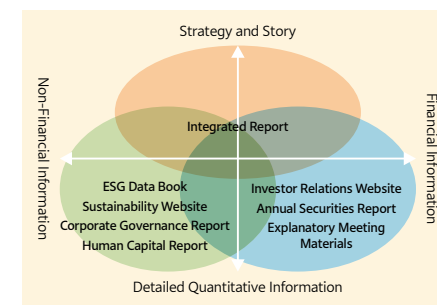 Strategy and Story
Non-Financial Information
Financial Information
Integrated Report
ESG Data Book
Sustainability Website
Corporate Governance Report
Human Capital Report
Investor Relations Website
Annual Securities Report
Explanatory Meeting
Materials
Detailed Quantitative Information